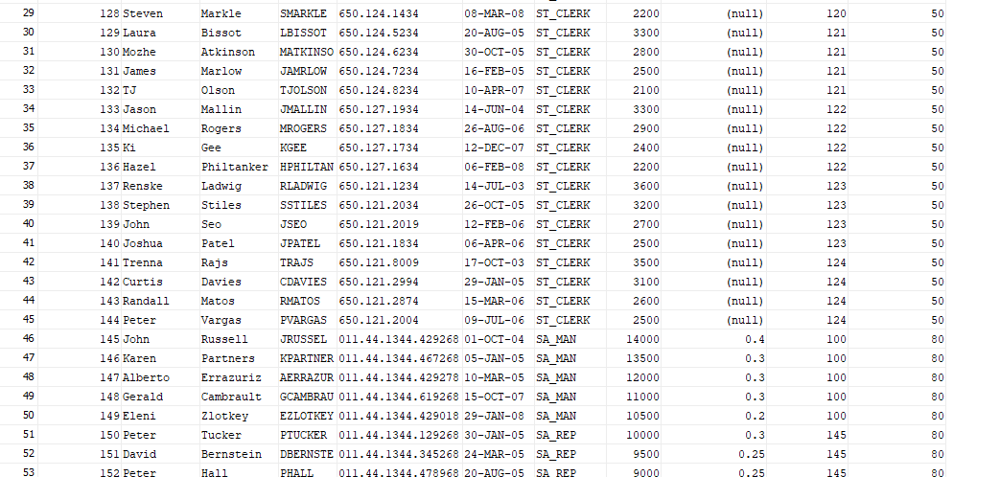 29 128 Steven Markle SMARKLE 650.124.1434 08-MAR-08 ST_CLERK 2200 (null) 120 50
30 129 Laura Bissot LBISSOT 650.124.5234 20-AUG-05 ST_CLERK 3300 (null) 121 50
31 130 Mozhe Atkinson MATKINSO 650.124.6234 30-OCT-05 ST_CLERK 2800 (null) 121 50
32 131 James Marlow JAMRLOW 650.124.7234 16-FEB-05 ST_CLERK 2500 (null) 121 50
33 132 TJ Olson TJOLSON 650.124.8234 10-APR-07 ST_CLERK 2100 (null) 121 50
34 133 Jason Mallin JMALLIN 650.127.1934 14-JUN-04 ST_CLERK 3300 (null) 122 50
35 134 Michael Rogers MROGERS 650.127.1834 26-AUG-06 ST_CLERK 2900 (null) 122 50
36 135 Ki Gee KGEE 650.127.1734 12-DEC-07 ST_CLERK 2400 (null) 122 50
37 136 Hazel Philtanker HPHILTAN 650.127.1634 06-FEB-08 ST_CLERK 2200 (null) 122 50
38 137 Renske Ladwig RLADWIG 650.121.1234 14-JUL-03 ST_CLERK 3600 (null) 123 50
39 138 Stephen Stiles SSTILES 650.121.2034 26-OCT-05 ST_CLERK 3200 (null) 123 50
40 139 John Seo JSEO 650.121.2019 12-FEB-06 ST_CLERK 2700 (null) 123 50
41 140 Joshua Patel JPATEL 650.121.1834 06-APR-06 ST_CLERK 2500 (null) 123 50
42 141 Trenna Rajs TRAJS 650.121.8009 17-OCT-03 ST_CLERK 3500 (null) 124 50
43 142 Curtis Davies CDAVIES 650.121.2994 29-JAN-05 ST_CLERK 3100 (null) 124 50
44 143 Randall Matos RMATOS 650.121.2874 15-MAR-06 ST_CLERK 2600 (null) 124 50
45 144 Peter Vargas PVARGAS 650.121.2004 09-JUL-06 ST_CLERK 2500 (null) 124 50
46 145 John Russell JRUSSEL 011.44.1344.429268 01-OCT-04 SA_MAN 14000 0.4 100 80
47 146 Karen Partners KPARTNER 011.44.1344.467268 05-JAN-05 SA_MAN 13500 0.3 100 80
48 147 Alberto Errazuriz AERRAZUR 011.44.1344.429278 10-MAR-05 SA_MAN 12000 0.3 100 80
49 148 Gerald Cambrault GCAMBRAU 011.44.1344.619268 15-OCT-07 SA_MAN 11000 0.3 100 80
50 149 Eleni Zlotkey EZLOTKEY 011.44.1344.429018 29-JAN-08 SA_MAN 10500 0.2 100 80
51 150 Peter Tucker PTUCKER 011.44.1344.129268 30-JAN-05 SA_REP 10000 0.3 145 80
52 151 David Bernstein DBERNSTE 011.44.1344.345268 24-MAR-05 SA_REP 9500 0.25 145 80
53 152 Peter Hall PHALL 011.44.1344.478968 20-AUG-05 SA_REP 9000 0.25 145 80